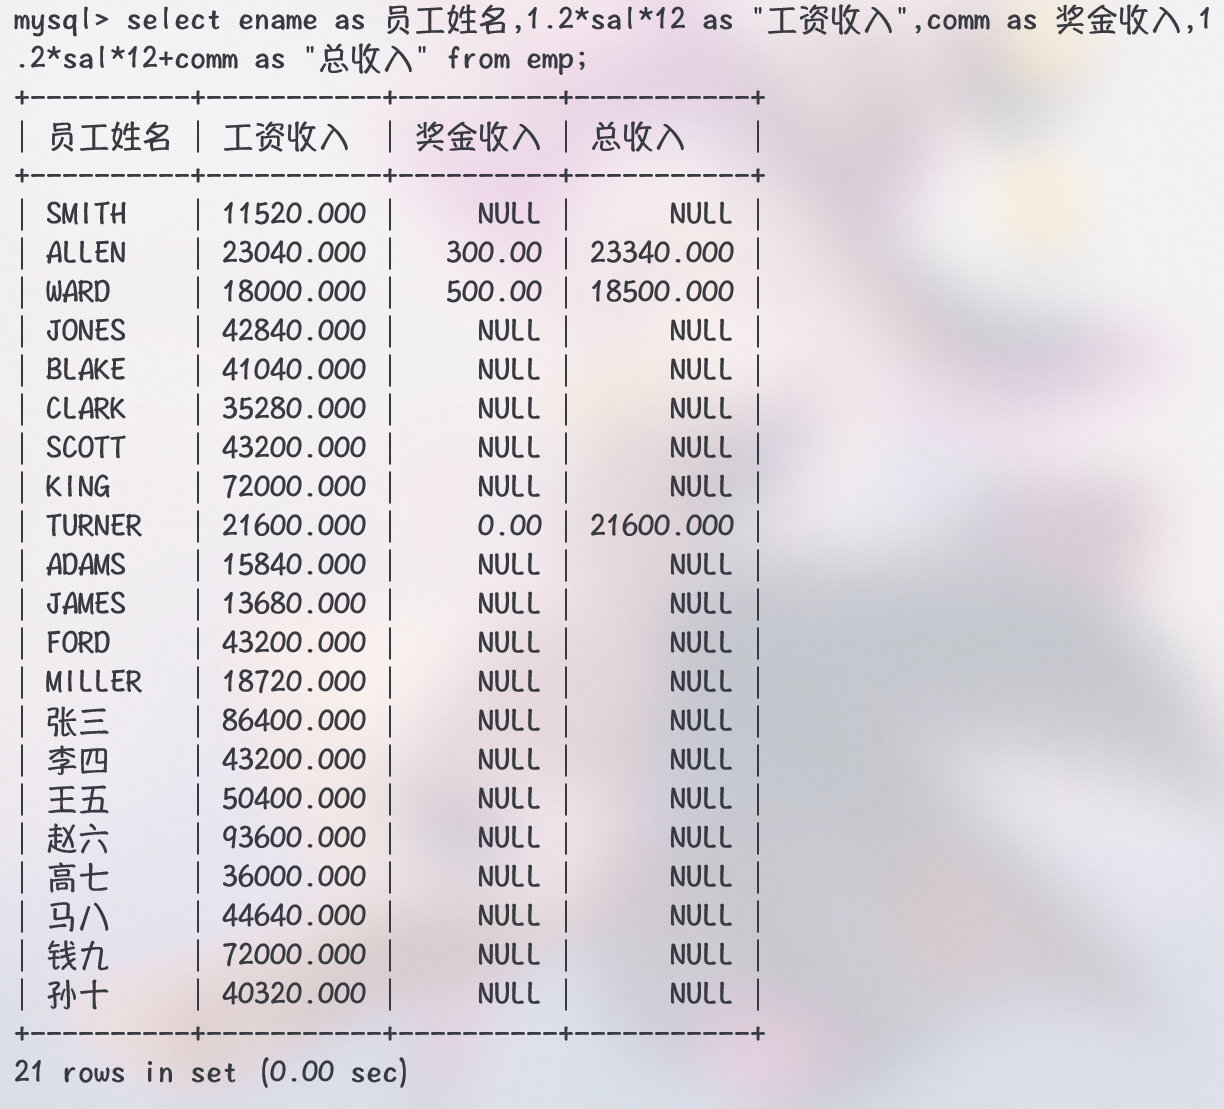 mysql> select ename as 员工姓名,1.2*sal*12 as "工资收入",comm as 奖金收入,1
.2*sal*12+comm as "总收入" from emp;
+----------+-----------+----------+-----------+
| 员工姓名 | 工资收入 | 奖金收入 | 总收入 |
+----------+-----------+----------+-----------+
| SMITH | 11520.000 | NULL | NULL |
| ALLEN | 23040.000 | 300.00 | 23340.000 |
| WARD | 18000.000 | 500.00 | 18500.000 |
| JONES | 42840.000 | NULL | NULL |
| BLAKE | 41040.000 | NULL | NULL |
| CLARK | 35280.000 | NULL | NULL |
| SCOTT | 43200.000 | NULL | NULL |
| KING | 72000.000 | NULL | NULL |
| TURNER | 21600.000 | 0.00 | 21600.000 |
| ADAMS | 15840.000 | NULL | NULL |
| JAMES | 13680.000 | NULL | NULL |
| FORD | 43200.000 | NULL | NULL |
| MILLER | 18720.000 | NULL | NULL |
| 张三 | 86400.000 | NULL | NULL |
| 李四 | 43200.000 | NULL | NULL |
| 王五 | 50400.000 | NULL | NULL |
| 赵六 | 93600.000 | NULL | NULL |
| 高七 | 36000.000 | NULL | NULL |
| 马八 | 44640.000 | NULL | NULL |
| 钱九 | 72000.000 | NULL | NULL |
| 孙十 | 40320.000 | NULL | NULL |
+----------+-----------+----------+-----------+
21 rows in set (0.00 sec)